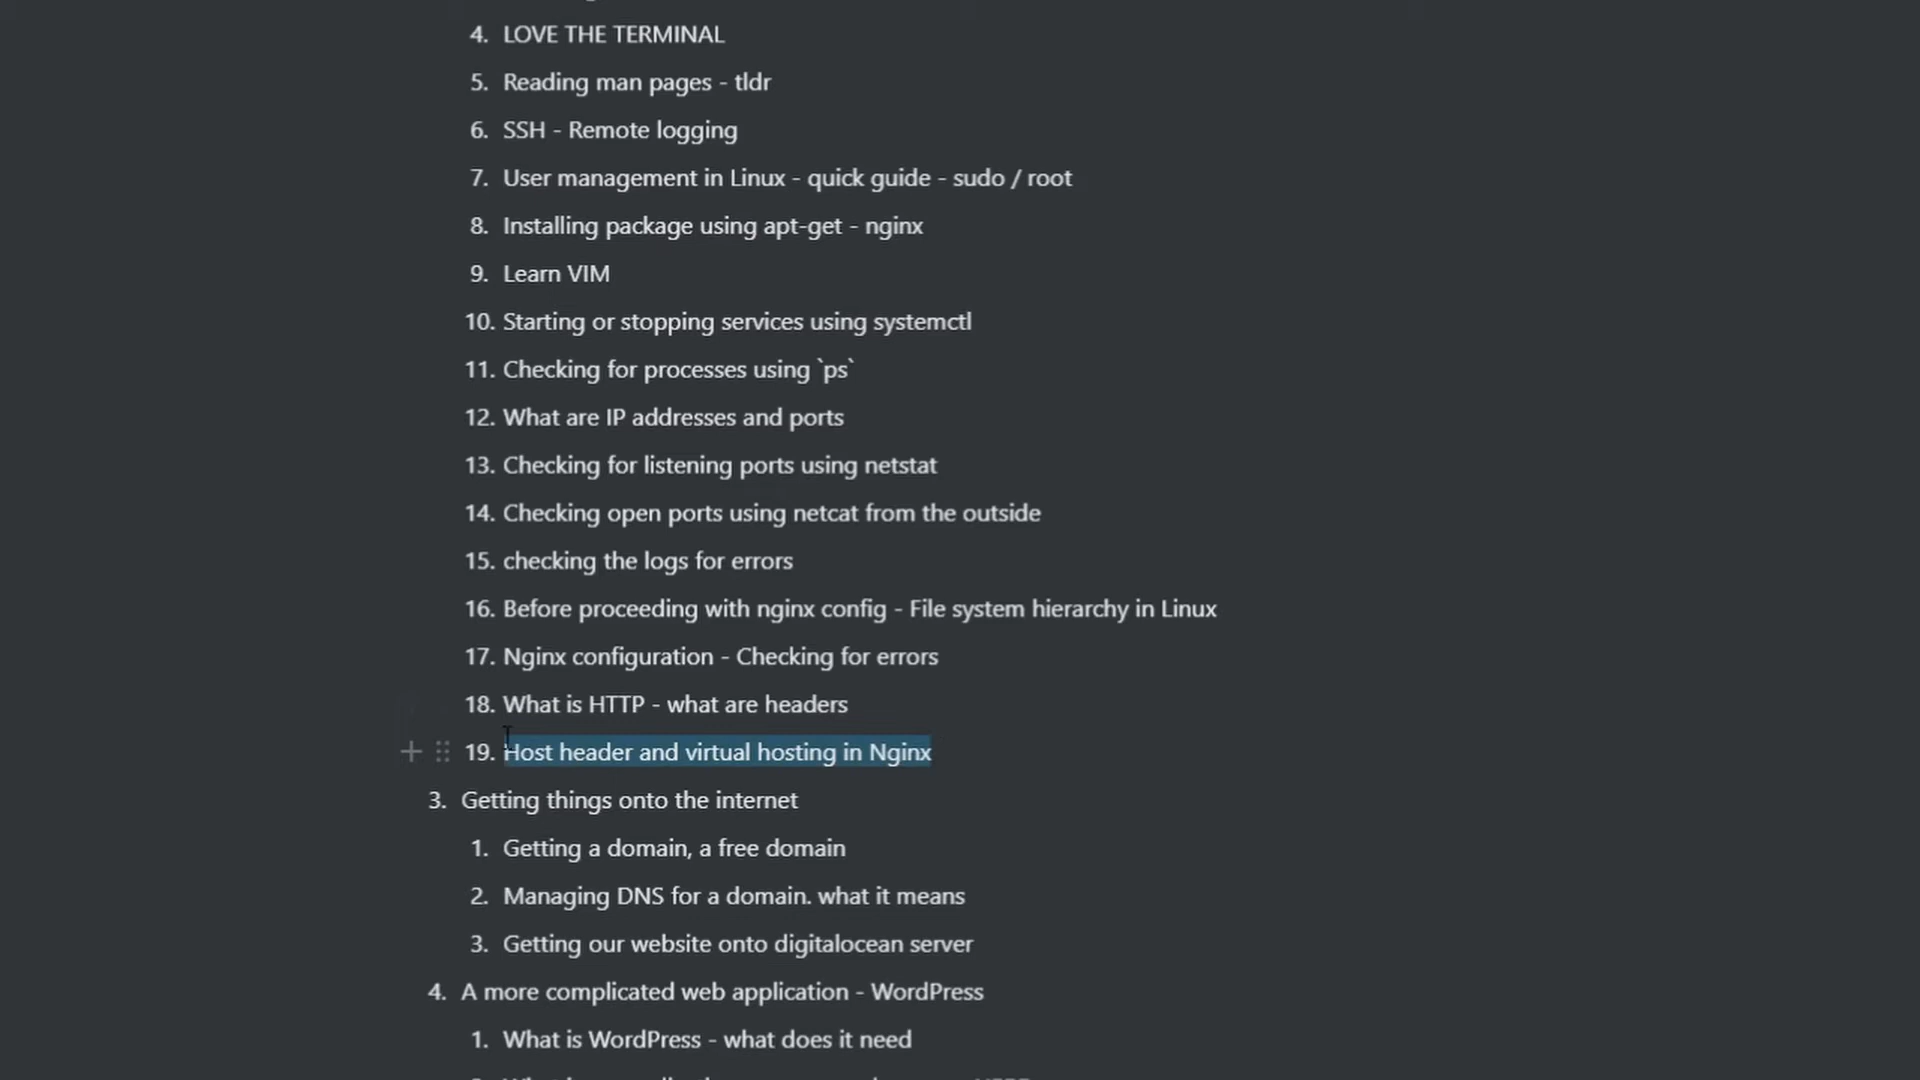 4. LOVE THE TERMINAL
5. Reading man pages - tldr
6. SSH - Remote logging
7. User management in Linux - quick guide - sudo / root
8. Installing package using apt-get - nginx
9. Learn VIM
10. Starting or stopping services using systemctl
11. Checking for processes using `ps`
12. What are IP addresses and ports
13. Checking for listening ports using netstat
14. Checking open ports using netcat from the outside
15. checking the logs for errors
16. Before proceeding with nginx config - File system hierarchy in Linux
17. Nginx configuration - Checking for errors
18. What is HTTP - what are headers
19. Host header and virtual hosting in Nginx
3. Getting things onto the internet
1. Getting a domain, a free domain
2. Managing DNS for a domain. what it means
3. Getting our website onto digitalocean server
4. A more complicated web application - WordPress
1. What is WordPress - what does it need